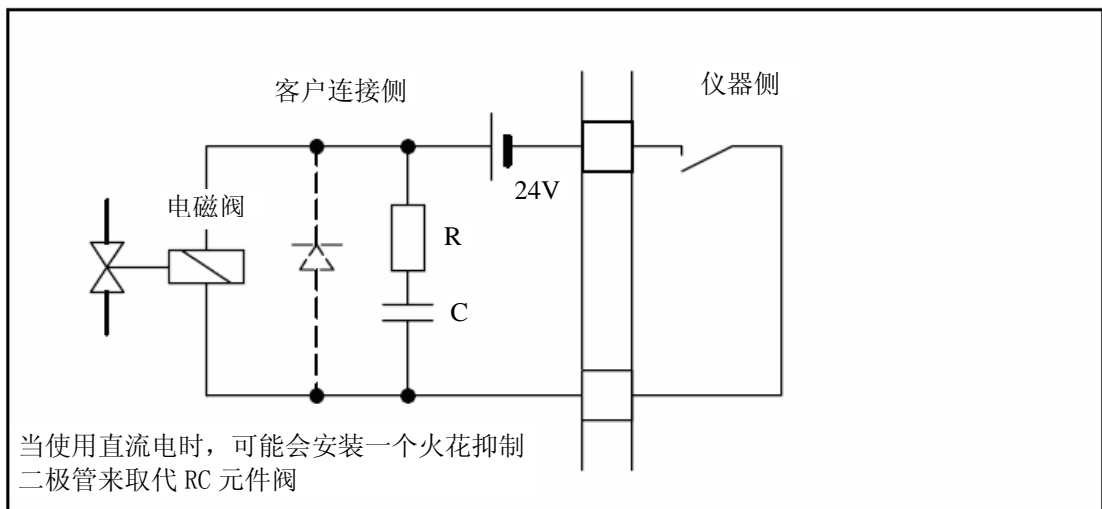 客户连接侧
仪器侧
24V
电磁阀
R
C
当使用直流电时，可能会安装一个火花抑制
二极管来取代 RC 元件阀